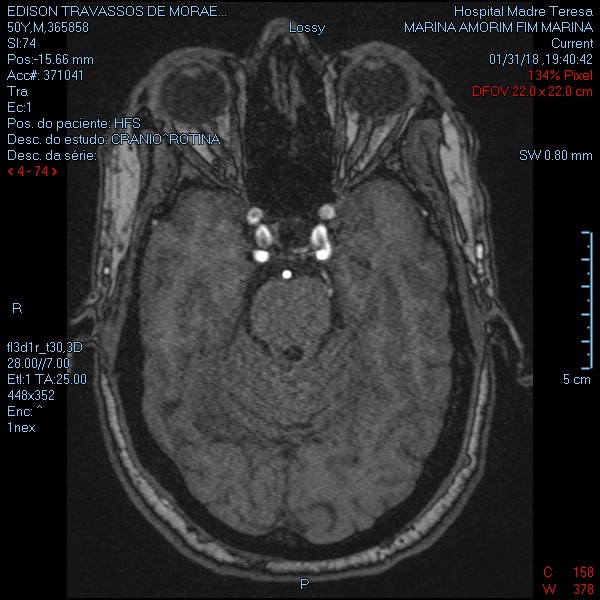 EDISON TRAVASSOS DE MORAE...
50Y,M,365858
Sl:74
Pos:-15.66 mm
Acc#: 371041
Tra
Ec:1
Pos. do paciente: HFS
Desc. do estudo: CRANIO^ROTINA
Desc. da série:
< 4 - 74 >
Lossy
Hospital Madre Teresa
MARINA AMORIM FIM MARINA
Current
01/31/18 ,19:40:42
134% Pixel
DFOV 22.0 x 22.0 cm
SW 0.80 mm
R
fl3d1r_t30,3D
28.00//7.00
Etl:1 TA:25.00
448x352
Enc: ^
1nex
5 cm
P
C 158
W 378